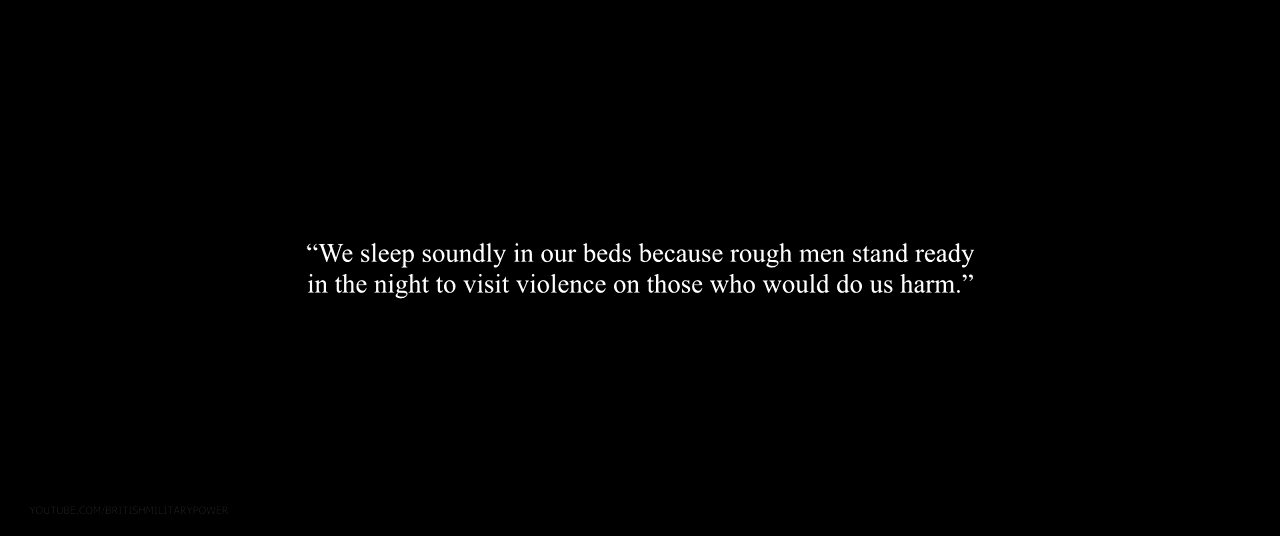 “We sleep soundly in our beds because rough men stand ready
in the night to visit violence on those who would do us harm.”
YOUTUBE.COM/BRITISHMILITARYPOWER